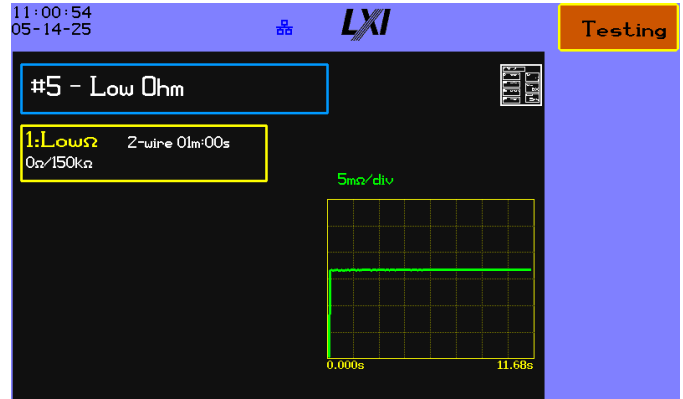 11:00:54
05-14-25
LXI
Testing
#5 - Low Ohm
1:LowΩ 2-wire 01m:00s
0Ω/150kΩ
5mΩ/div
0.000s 11.68s